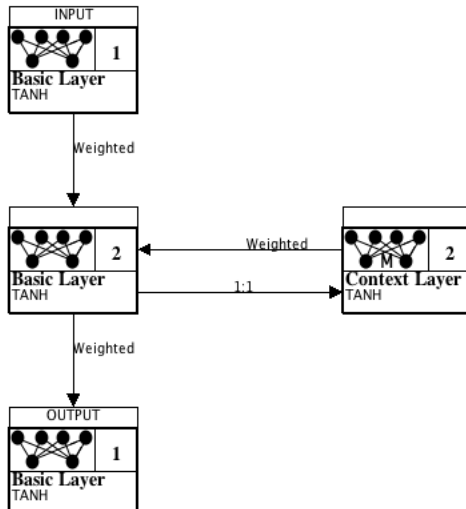 INPUT
1
Basic Layer
TANH
Weighted
2
Basic Layer
TANH
Weighted
1:1
M
2
Context Layer
TANH
Weighted
OUTPUT
1
Basic Layer
TANH